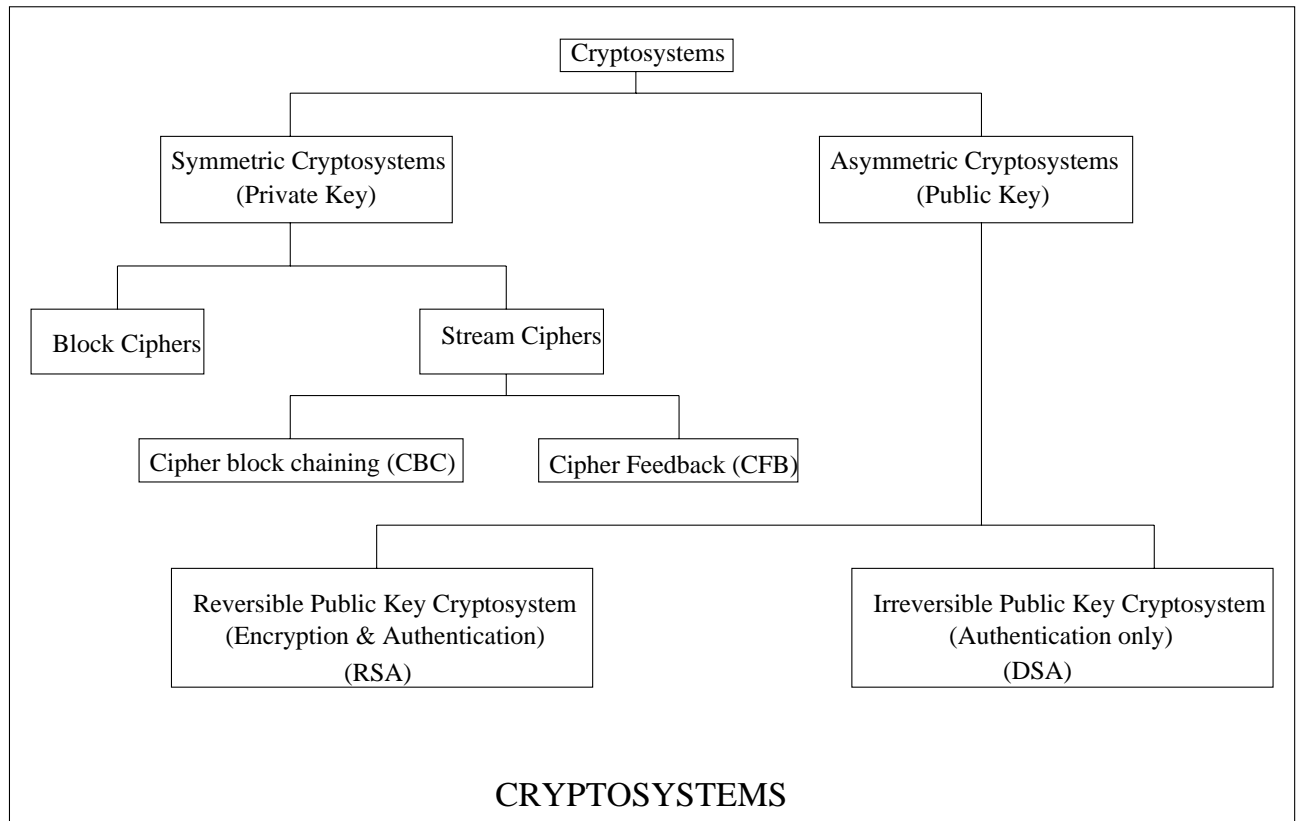 Cryptosystems
Symmetric Cryptosystems
(Private Key)
Asymmetric Cryptosystems
(Public Key)
Block Ciphers
Stream Ciphers
Cipher block chaining (CBC)
Cipher Feedback (CFB)
Reversible Public Key Cryptosystem
(Encryption & Authentication)
(RSA)
Irreversible Public Key Cryptosystem
(Authentication only)
(DSA)
CRYPTOSYSTEMS